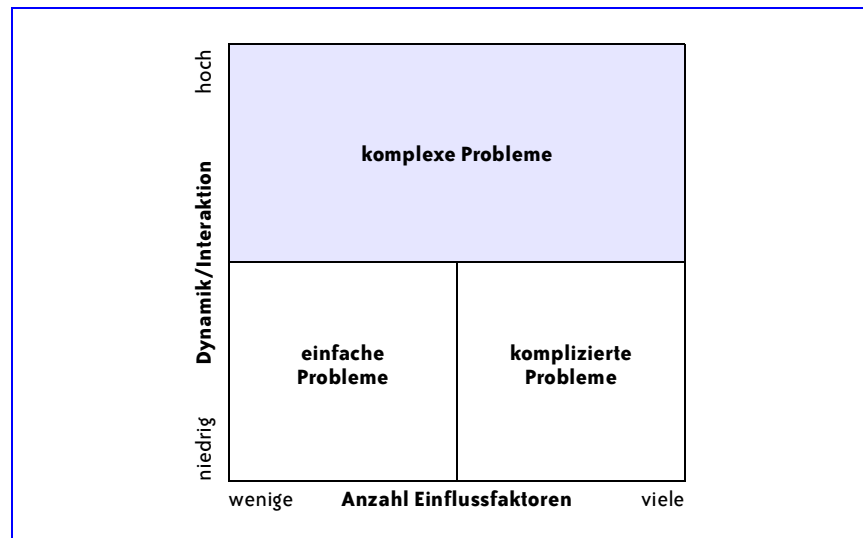 hoch
komplexe Probleme
Dynamik/Interaktion
einfache
Probleme
komplizierte
Probleme
niedrig
wenige
Anzahl Einflussfaktoren
viele